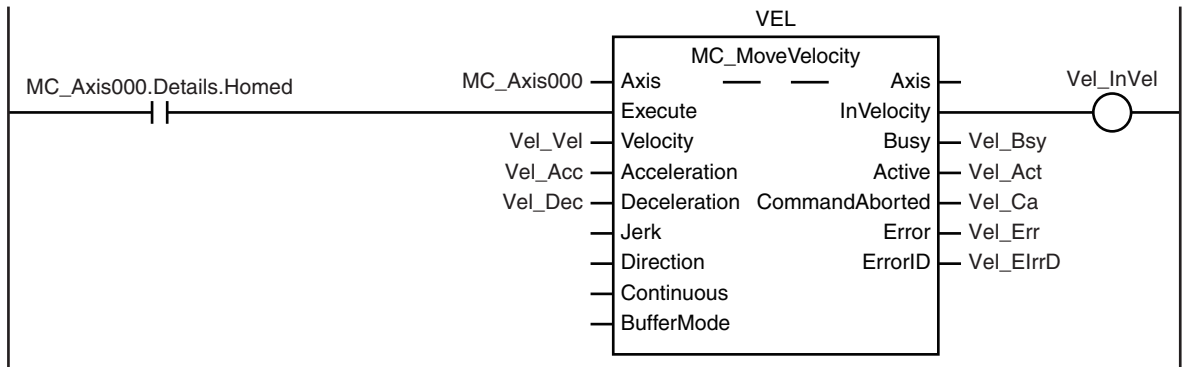 VEL
MC_MoveVelocity
MC_Axis000.Details.Homed
MC_Axis000 Axis Axis Vel_InVel
Execute InVelocity
Vel_Vel Velocity Busy Vel_Bsy
Vel_Acc Acceleration Active Vel_Act
Vel_Dec Deceleration CommandAborted Vel_Ca
Jerk Error Vel_Err
Direction ErrorID Vel_EIrrD
Continuous
BufferMode